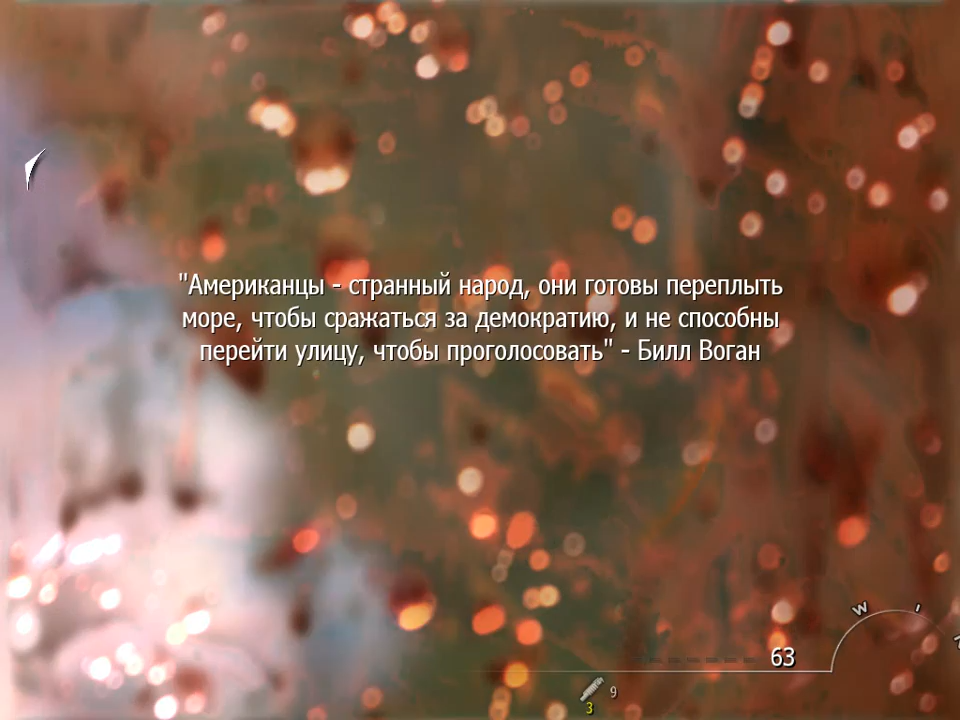 "Американцы - странный народ, они готовы переплыть
море, чтобы сражаться за демократию, и не способны
перейти улицу, чтобы проголосовать" - Билл Воган
W
63
9
3